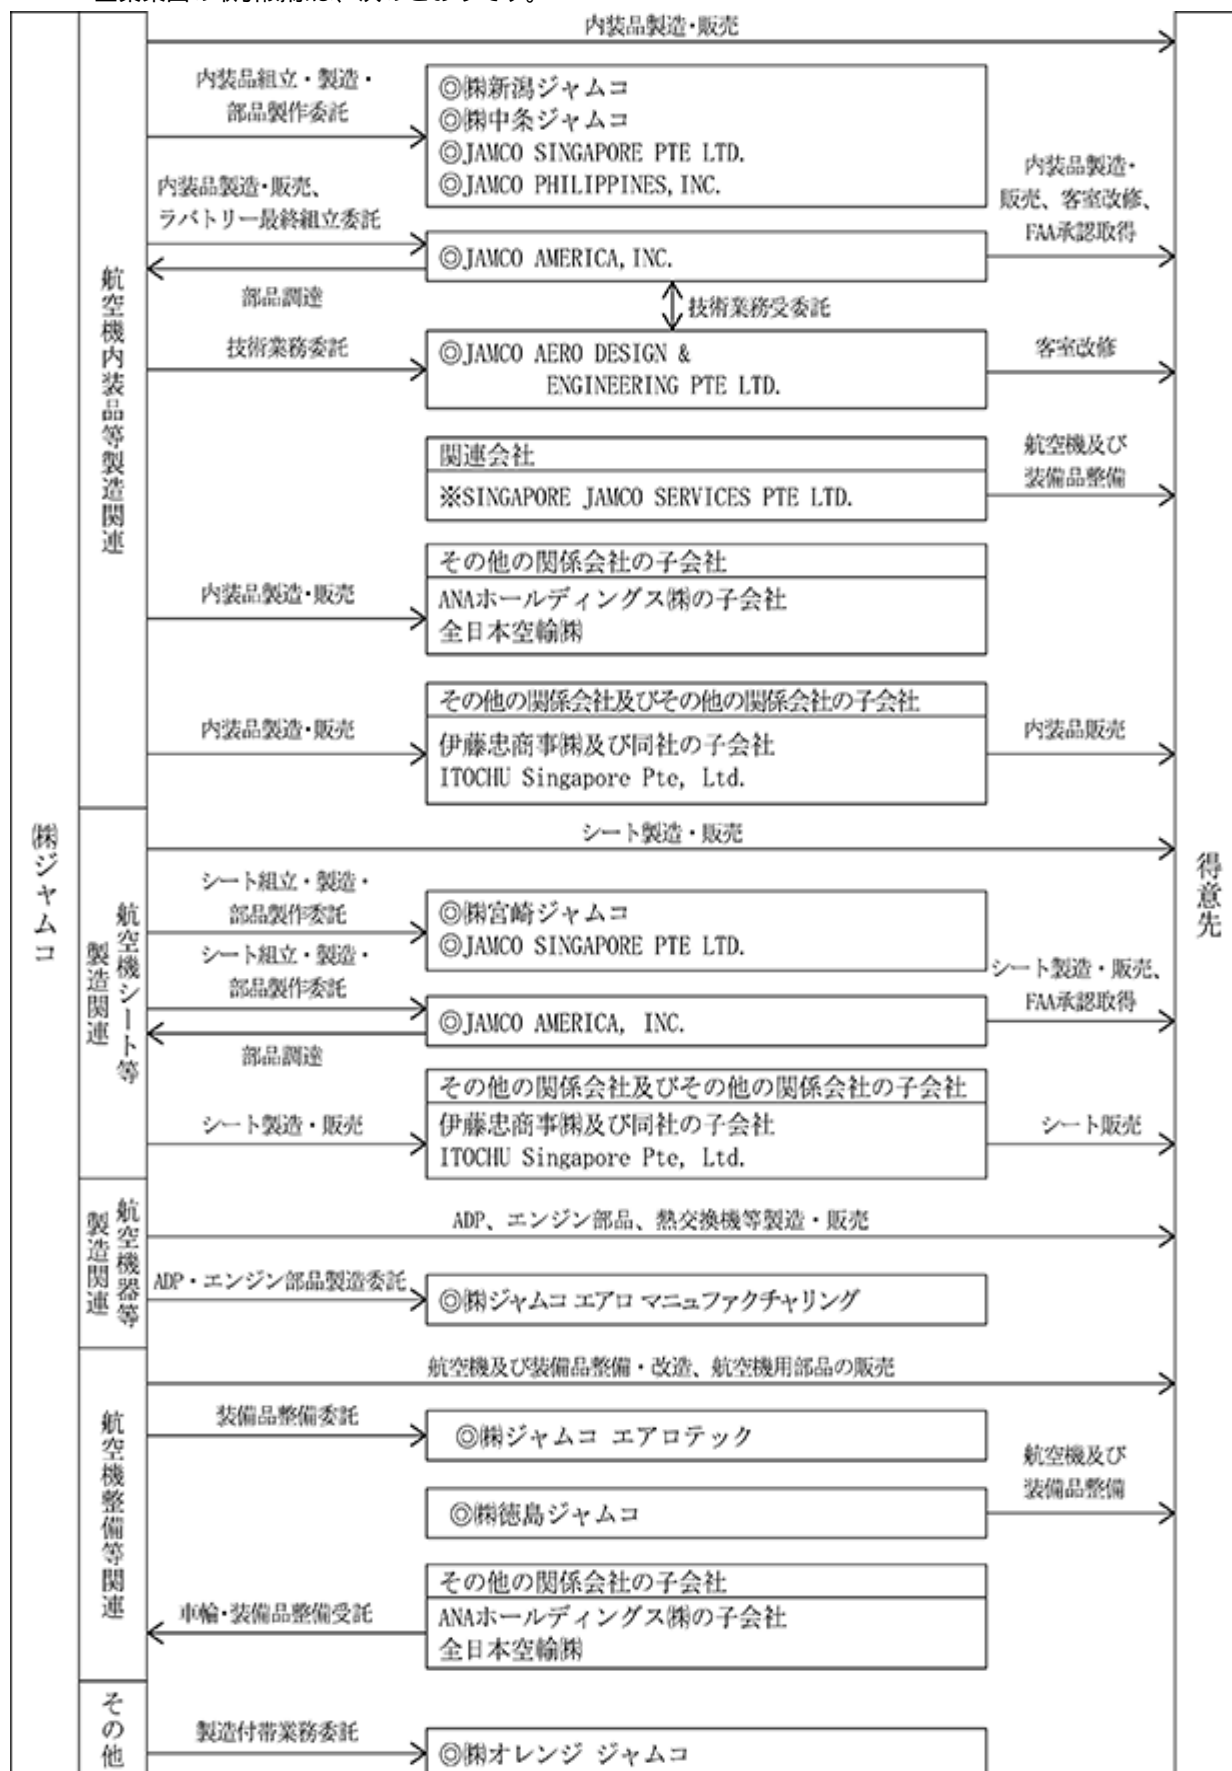 ㈱ジャムコ
航空機内装品等製造関連
内装品製造・販売
内装品組立・製造・
部品製作委託
◎㈱新潟ジャムコ
◎㈱中条ジャムコ
◎JAMCO SINGAPORE PTE LTD.
◎JAMCO PHILIPPINES,INC.
内装品製造・販売、
ラバトリー最終組立委託
◎JAMCO AMERICA,INC.
部品調達
内装品製造・
販売、客室改修、
FAA承認取得
技術業務受委託
技術業務委託
◎JAMCO AERO DESIGN &
ENGINEERING PTE LTD.
客室改修
関連会社
※SINGAPORE JAMCO SERVICES PTE LTD.
航空機及び
装備品整備
その他の関係会社の子会社
内装品製造・販売
ANAホールディングス㈱の子会社
全日本空輸㈱
その他の関係会社及びその他の関係会社の子会社
内装品製造・販売
伊藤忠商事㈱及び同社の子会社
ITOCHU Singapore Pte, Ltd.
内装品販売
得意先
航空機シート等
製造関連
シート製造・販売
シート組立・製造・
部品製作委託
◎㈱宮崎ジャムコ
◎JAMCO SINGAPORE PTE LTD.
シート組立・製造・
部品製作委託
◎JAMCO AMERICA, INC.
部品調達
シート製造・販売、
FAA承認取得
その他の関係会社及びその他の関係会社の子会社
シート製造・販売
伊藤忠商事㈱及び同社の子会社
ITOCHU Singapore Pte, Ltd.
シート販売
航空機器等
製造関連
ADP、エンジン部品、熱交換機等製造・販売
ADP・エンジン部品製造委託
◎㈱ジャムコ エアロ マニュファクチャリング
航空機整備等関連
航空機及び装備品整備・改造、航空機用部品の販売
装備品整備委託
◎㈱ジャムコ エアロテック
◎㈱徳島ジャムコ
航空機及び
装備品整備
その他の関係会社の子会社
車輪・装備品整備受託
ANAホールディングス㈱の子会社
全日本空輸㈱
その他
製造付帯業務委託
◎㈱オレンジ ジャムコ